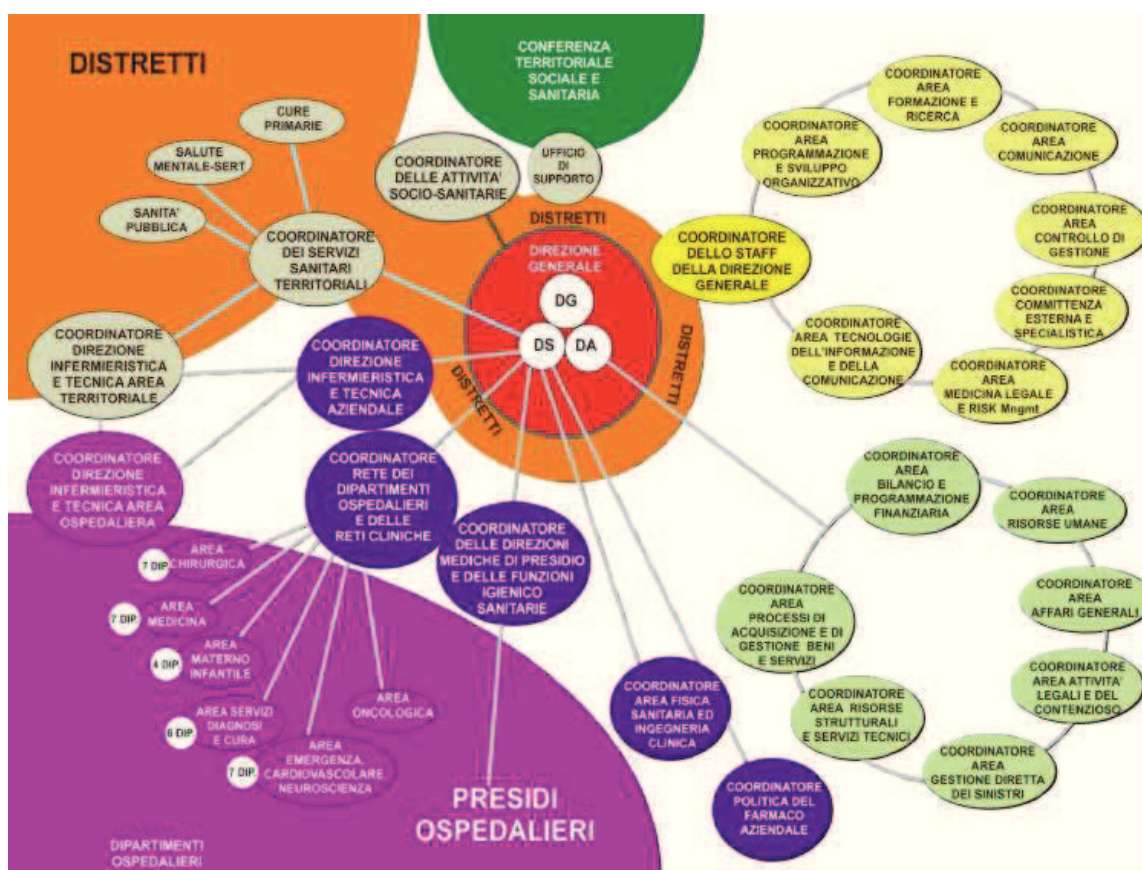 DISTRETTI
CURE
PRIMARIE
SALUTE
MENTALE-SERT
SANITA'
PUBBLICA
COORDINATORE
DEI SERVIZI
SANITARI
TERRITORIALI
COORDINATORE
DELLE ATTIVITA'
SOCIO-SANITARIE
CONFERENZA
TERRITORIALE
SOCIALE E
SANITARIA
UFFICIO
DI
SUPPORTO
DISTRETTI
DIREZIONE
GENERALE
DG
DS
DA
DISTRETTI
DISTRETTI
COORDINATORE
DELLO STAFF
DELLA DIREZIONE
GENERALE
COORDINATORE
AREA
PROGRAMMAZIONE
E SVILUPPO
ORGANIZZATIVO
COORDINATORE
AREA
FORMAZIONE E
RICERCA
COORDINATORE
AREA
COMUNICAZIONE
COORDINATORE
AREA
CONTROLLO DI
GESTIONE
COORDINATORE
COMMITTENZA
ESTERNA E
SPECIALISTICA
COORDINATORE
AREA
MEDICINA LEGALE
E RISK Mngmt
COORDINATORE
AREA TECNOLOGIE
DELL'INFORMAZIONE
E DELLA
COMUNICAZIONE
COORDINATORE
DIREZIONE
INFERMIERISTICA
E TECNICA AREA
TERRITORIALE
COORDINATORE
DIREZIONE
INFERMIERISTICA
E TECNICA
AZIENDALE
COORDINATORE
DIREZIONE
INFERMIERISTICA
E TECNICA AREA
OSPEDALIERA
COORDINATORE
RETE DEI
DIPARTIMENTI
OSPEDALIERI
E DELLE
RETI CLINICHE
COORDINATORE
DELLE DIREZIONI
MEDICHE DI PRESIDIO
E DELLE FUNZIONI
IGIENICO
SANITARIE
7 DIP.
AREA
CHIRURGICA
7 DIP.
AREA
MEDICINA
4 DIP.
AREA
MATERNO
INFANTILE
6 DIP.
AREA SERVIZI
DIAGNOSI
E CURA
7 DIP.
AREA
EMERGENZA
CARDIOVASCOLARE
NEUROSCIENZA
AREA
ONCOLOGICA
PRESIDI
OSPEDALIERI
DIPARTIMENTI
OSPEDALIERI
COORDINATORE
AREA FISICA
SANITARIA ED
INGEGNERIA
CLINICA
COORDINATORE
POLITICA DEL
FARMACO
AZIENDALE
COORDINATORE
AREA
BILANCIO E
PROGRAMMAZIONE
FINANZIARIA
COORDINATORE
AREA
RISORSE UMANE
COORDINATORE
AREA
AFFARI GENERALI
COORDINATORE
AREA ATTIVITA'
LEGALI E DEL
CONTENZIOSO
COORDINATORE
AREA
GESTIONE DIRETTA
DEI SINISTRI
COORDINATORE
AREA RISORSE
STRUTTURALI
E SERVIZI TECNICI
COORDINATORE
AREA
PROCESSI DI
ACQUISIZIONE E DI
GESTIONE BENI
E SERVIZI